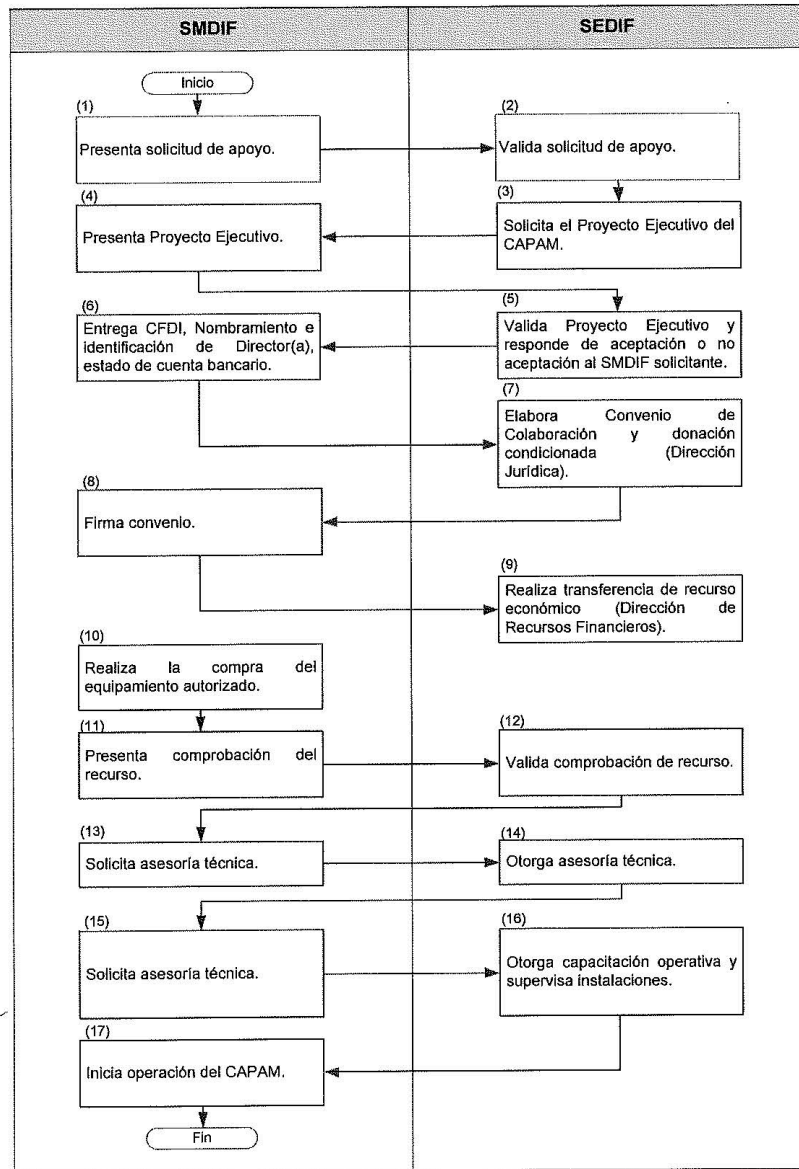 SMDIF
SEDIF
Inicio
(1)
Presenta solicitud de apoyo.
(2)
Valida solicitud de apoyo.
(3)
Solicita el Proyecto Ejecutivo del
CAPAM.
(4)
Presenta Proyecto Ejecutivo.
(5)
Valida Proyecto Ejecutivo y
responde de aceptación o no
aceptación al SMDIF solicitante.
(6)
Entrega CFDI, Nombramiento e
identificación de Director(a),
estado de cuenta bancario.
(7)
Elabora Convenio de
Colaboración y donación
condicionada (Dirección
Jurídica).
(8)
Firma convenio.
(9)
Realiza transferencia de recurso
económico (Dirección de
Recursos Financieros).
(10)
Realiza la compra del
equipamiento autorizado.
(11)
Presenta comprobación del
recurso.
(12)
Valida comprobación de recurso.
(13)
Solicita asesoría técnica.
(14)
Otorga asesoría técnica.
(15)
Solicita asesoría técnica.
(16)
Otorga capacitación operativa y
supervisa instalaciones.
(17)
Inicia operación del CAPAM.
Fin